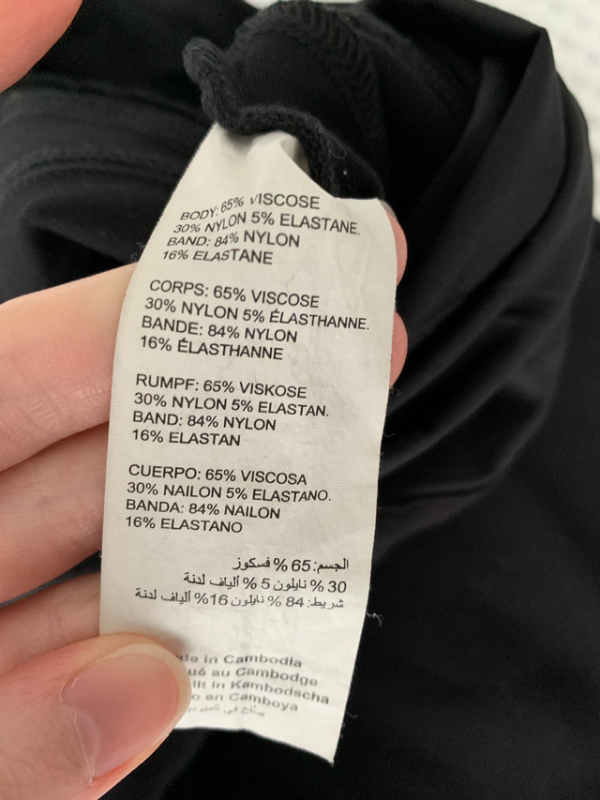 BODY: 65% VISCOSE
30% NYLON 5% ELASTANE.
BAND: 84% NYLON
16% ELASTANE
CORPS: 65% VISCOSE
30% NYLON 5% ÉLASTHANNE.
BANDE: 84% NYLON
16% ÉLASTHANNE
RUMPF: 65% VISKOSE
30% NYLON 5% ELASTAN.
BAND: 84% NYLON
16% ELASTAN
CUERPO: 65% VISCOSA
30% NAILON 5% ELASTANO.
BANDA: 84% NAILON
16% ELASTANO
الجسم: 65 % فسكوز
30 % نايلون 5 % ألياف لدنة
شريط: 84 % نايلون 16% ألياف لدنة
in Cambodia
au Cambodge
in Kambodscha
en Camboya
صنع في